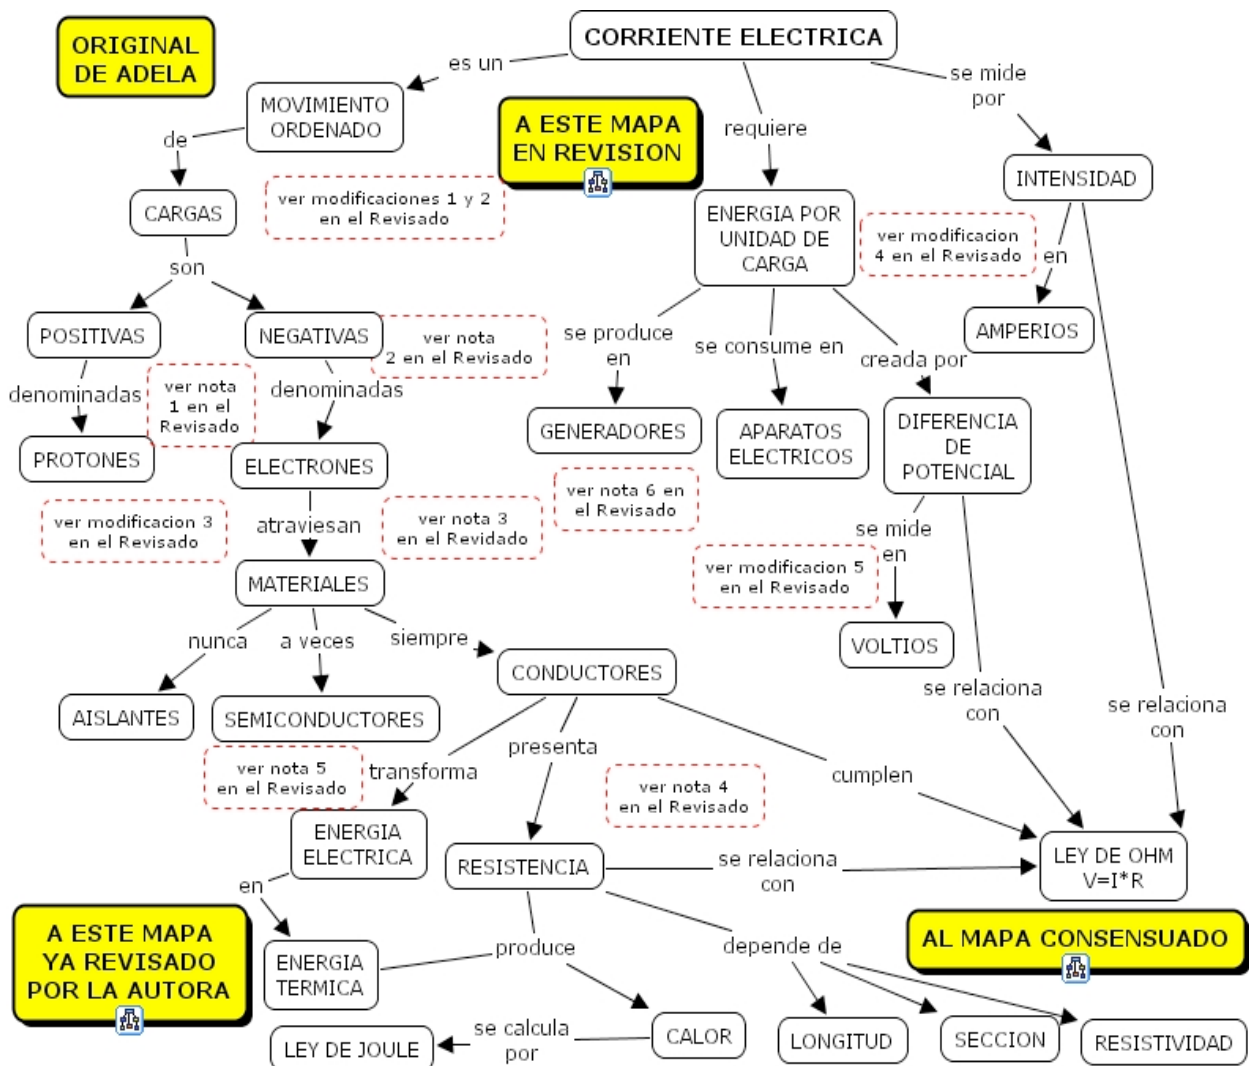 ORIGINAL
DE ADELA
CORRIENTE ELECTRICA
es un
se mide
por
MOVIMIENTO
ORDENADO
A ESTE MAPA
EN REVISION
requiere
de
INTENSIDAD
ver modificaciones 1 y 2
en el Revisado
CARGAS
ENERGIA POR
UNIDAD DE
CARGA
ver modificacion
4 en el Revisado
en
son
POSITIVAS
NEGATIVAS
ver nota
2 en el Revisado
se produce
en
se consume en
creada por
AMPERIOS
denominadas
ver nota
1 en el
Revisado
denominadas
GENERADORES
APARATOS
ELECTRICOS
DIFERENCIA
DE
POTENCIAL
PROTONES
ELECTRONES
ver nota 6 en
el Revisado
ver modificacion 3
en el Revisado
atraviesan
ver nota 3
en el Revidado
se mide
en
ver modificacion 5
en el Revisado
MATERIALES
nunca
a veces
siempre
VOLTIOS
CONDUCTORES
AISLANTES
SEMICONDUCTORES
se relaciona
con
se relaciona
con
ver nota 5
en el Revisado
transforma
presenta
ver nota 4
en el Revisado
cumplen
ENERGIA
ELECTRICA
RESISTENCIA
se relaciona
con
LEY DE OHM
V=I*R
en
A ESTE MAPA
YA REVISADO
POR LA AUTORA
AL MAPA CONSENSUADO
ENERGIA
TERMICA
produce
depende de
LEY DE JOULE
se calcula
por
CALOR
LONGITUD
SECCION
RESISTIVIDAD